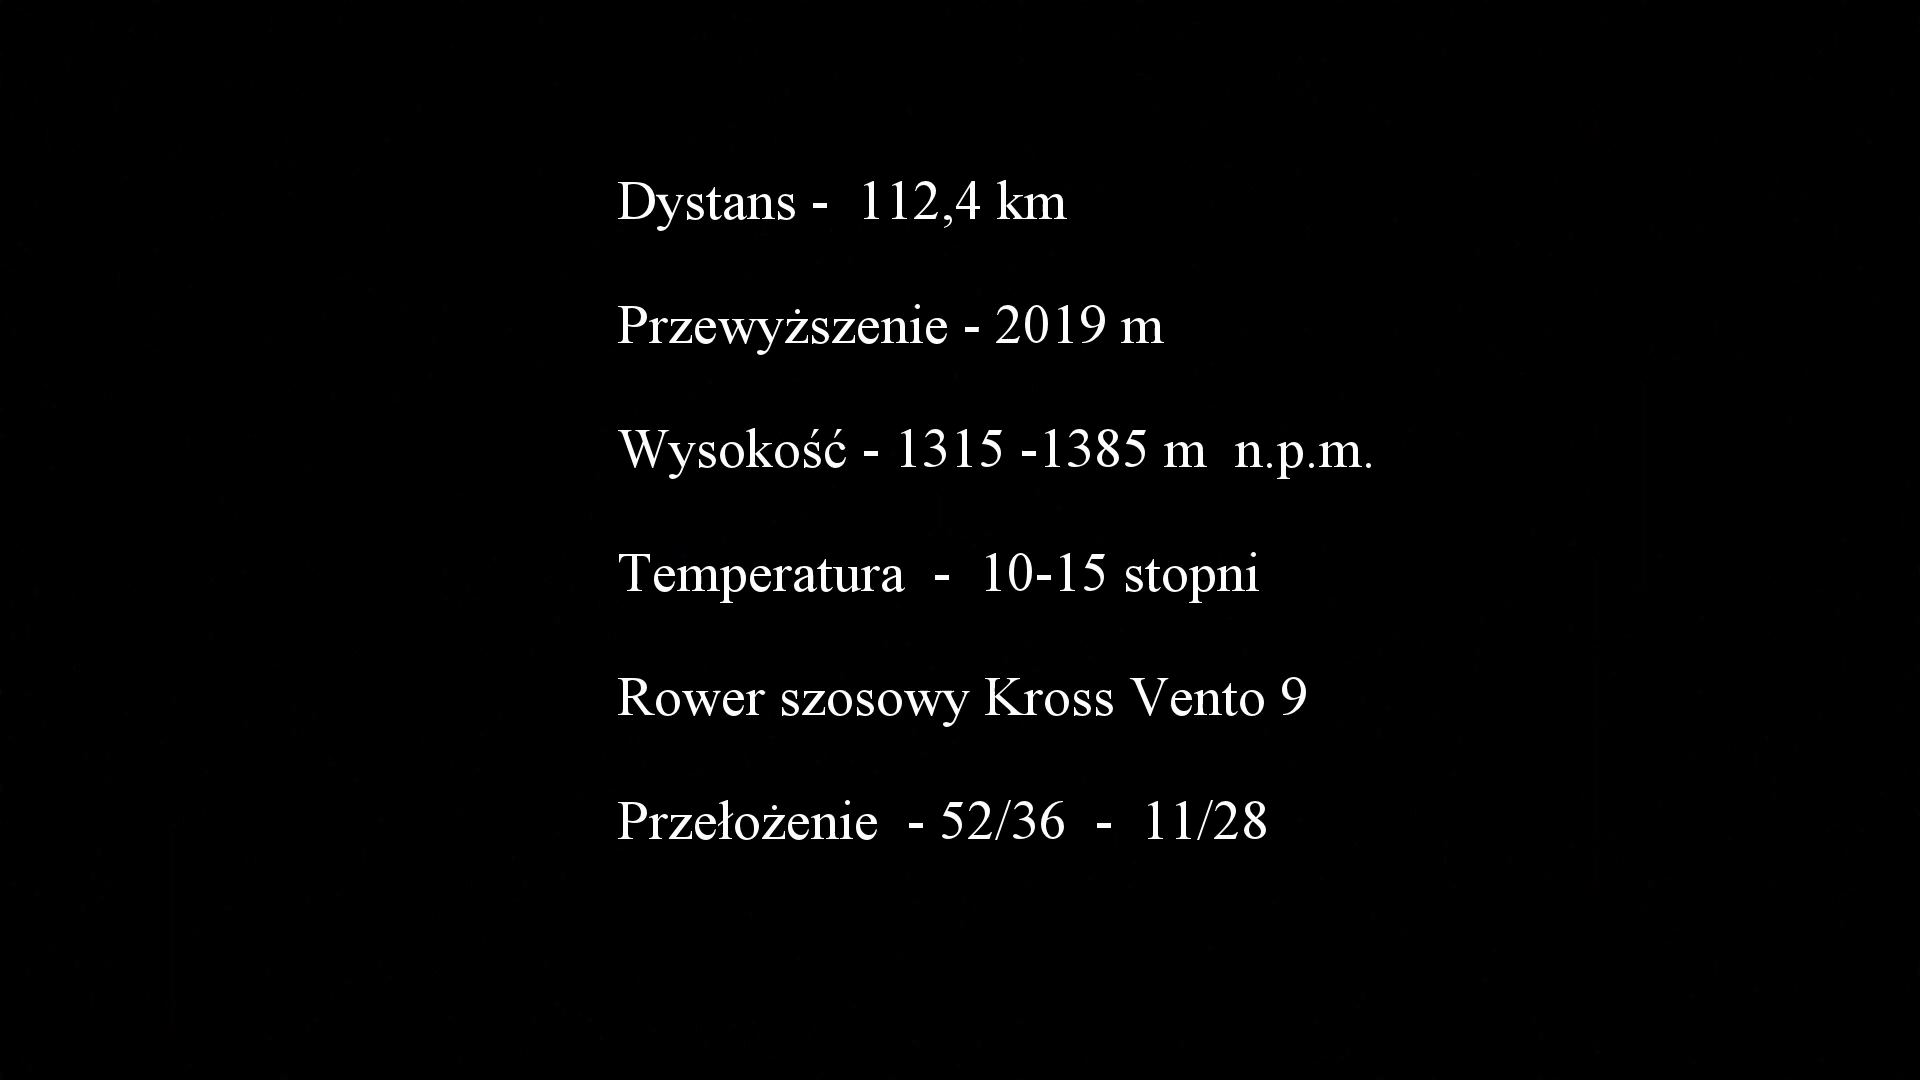 Dystans -  112,4 km
Przewyższenie - 2019 m
Wysokość - 1315 -1385 m  n.p.m.
Temperatura  -  10-15 stopni
Rower szosowy Kross Vento 9
Przełożenie  - 52/36  -  11/28